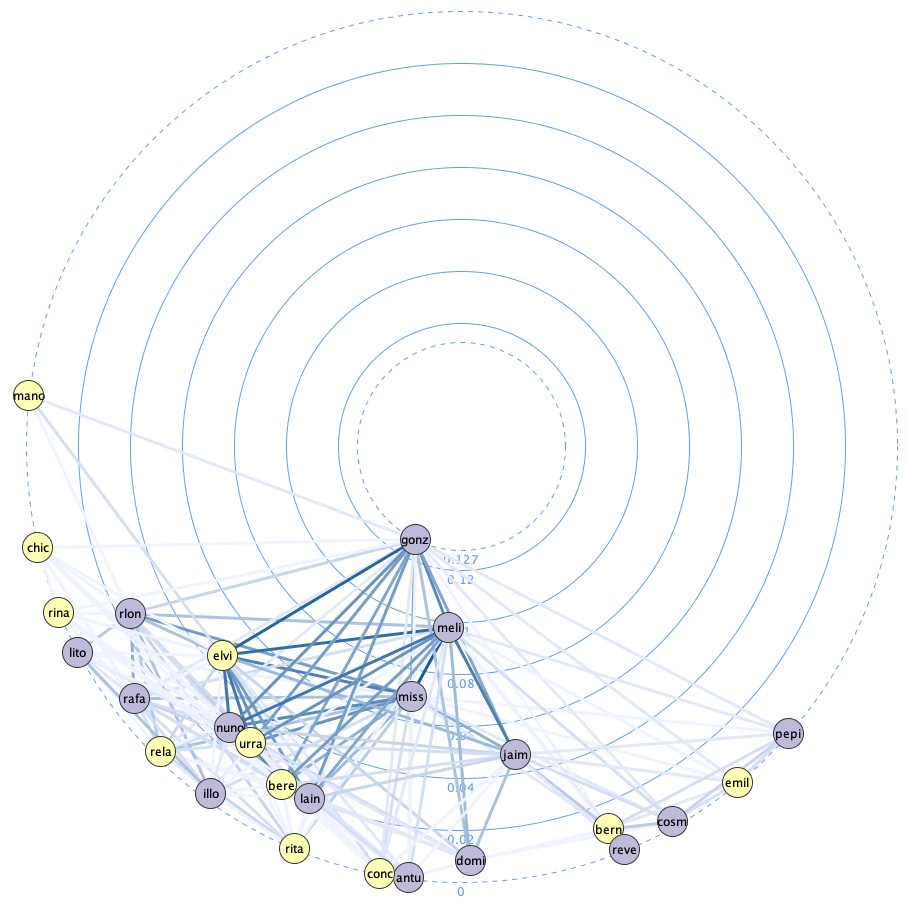 mano
gonz
0.127
0.12
chic
rina
rlon
meli
lito
elvi
0.08
rafa
miss
nuno
pepi
urra
rela
jaim
emil
bere
0.04
illo
lain
cosm
bern
0.02
rita
reve
domi
conc
antu
0